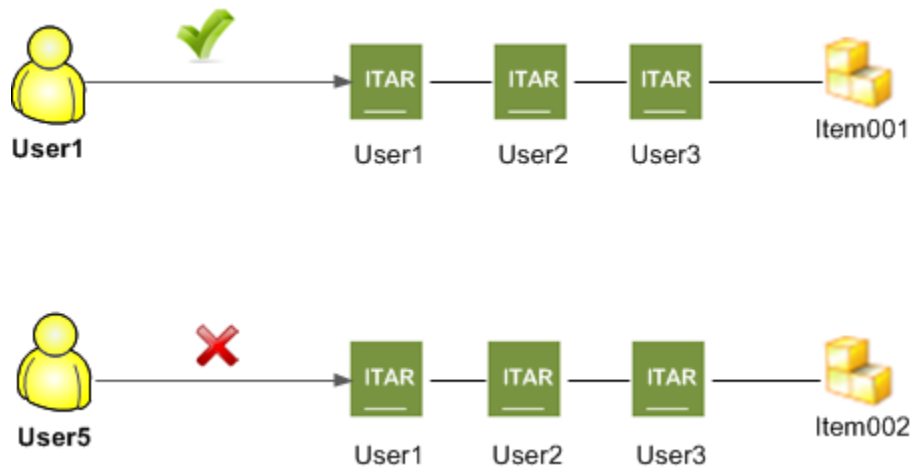 ITAR ITAR ITAR
Item001
User1 User1 User2 User3
ITAR ITAR ITAR
Item002
User5 User1 User2 User3